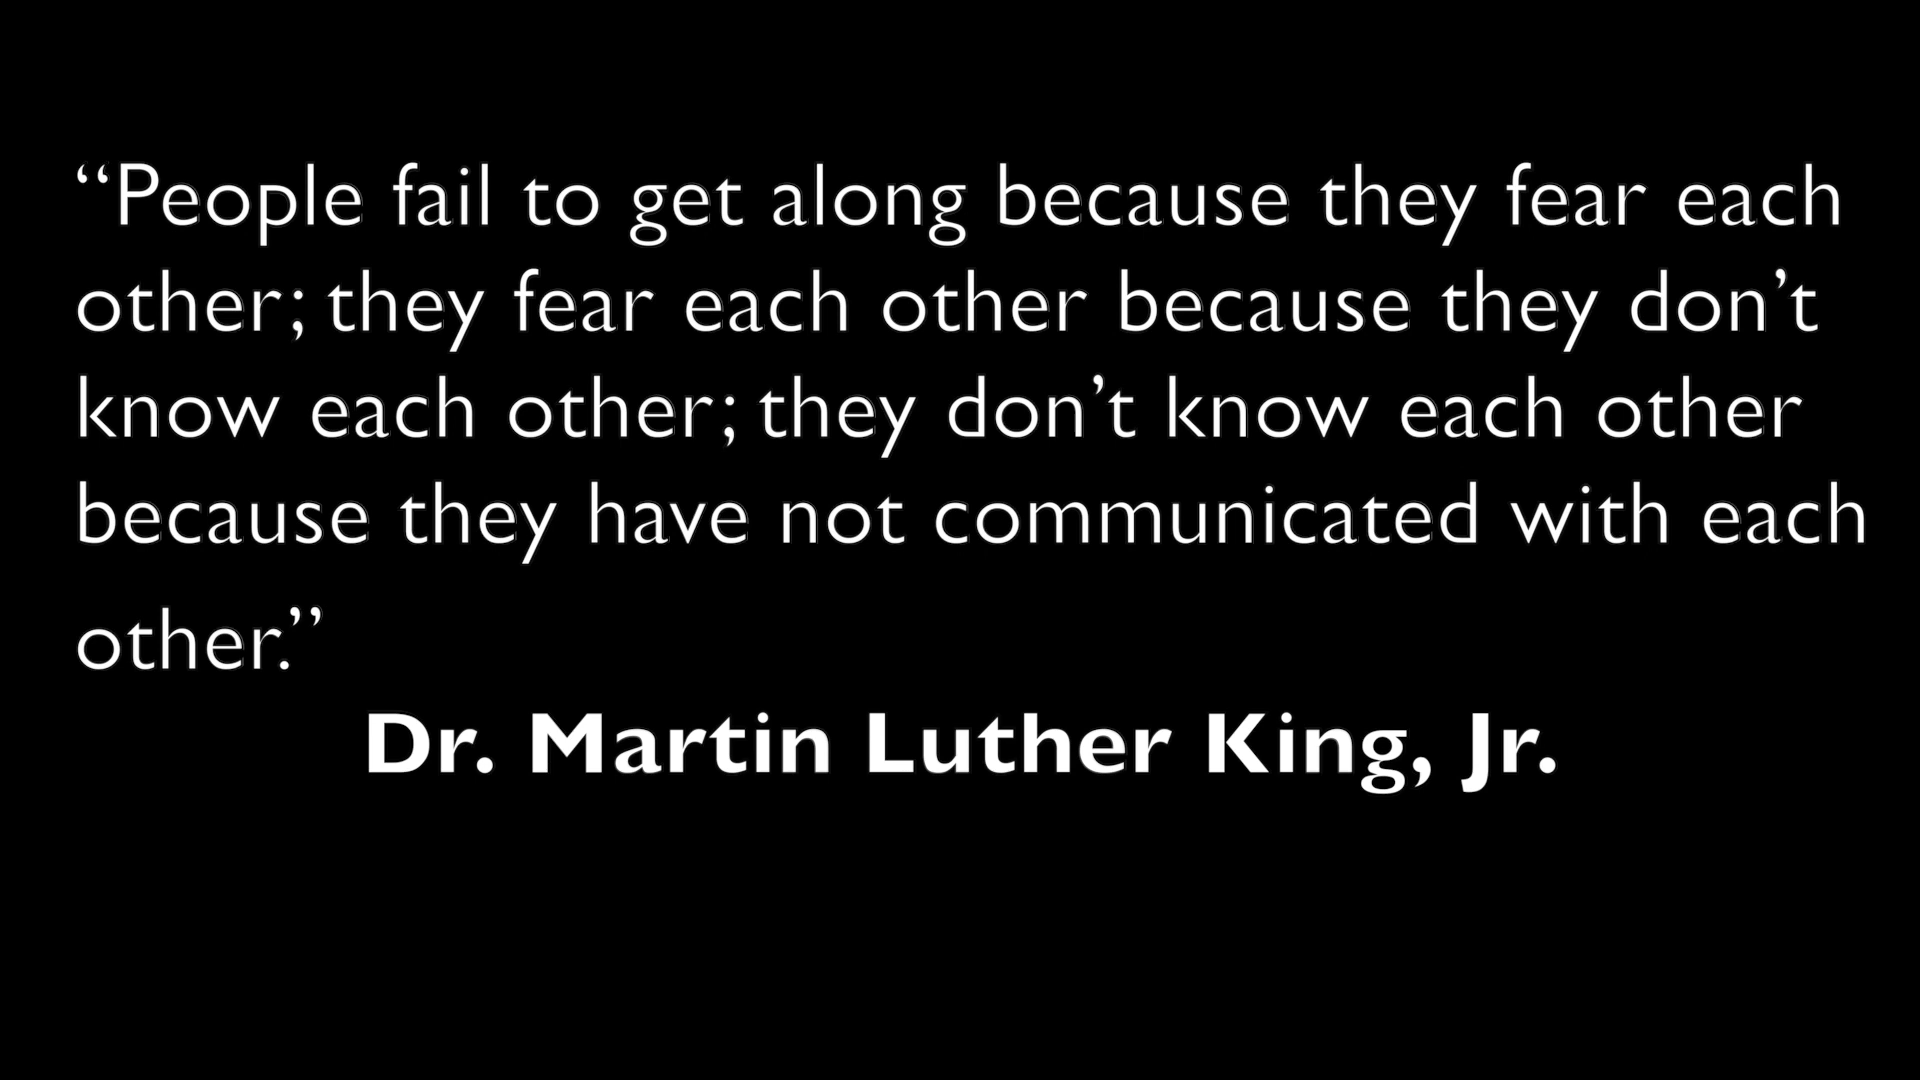 “People fail to get along because they fear each
other; they fear each other because they don’t
know each other; they don’t know each other
because they have not communicated with each
other.”
Dr. Martin Luther King, Jr.